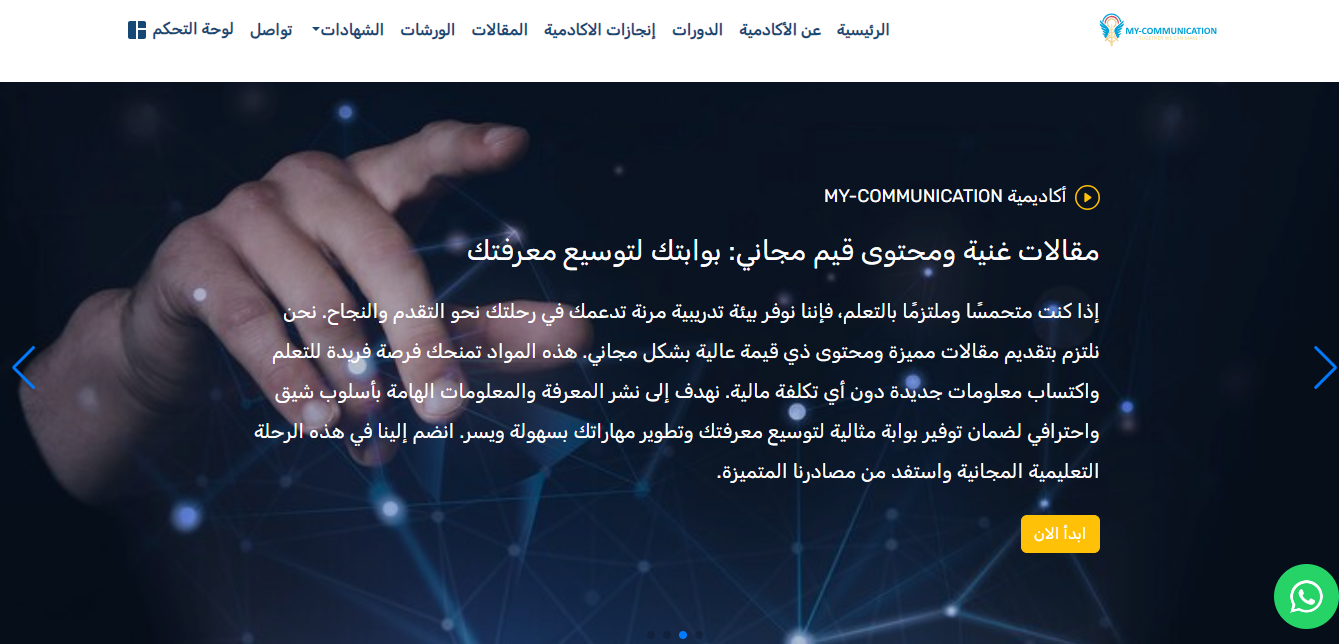 MY-COMMUNICATION
الرئيسية
عن الأكاديمية
الدورات
إنجازات الاكادمية
المقالات
الورشات
الشهادات
تواصل
لوحة التحكم
أكاديمية MY-COMMUNICATION
مقالات غنية ومحتوى قيم مجاني: بوابتك لتوسيع معرفتك
إذا كنت متحمسًا وملتزمًا بالتعلم، فإننا نوفر بيئة تدريبية مرنة تدعمك في رحلتك نحو التقدم والنجاح. نحن
نلتزم بتقديم مقالات مميزة ومحتوى ذي قيمة عالية بشكل مجاني. هذه المواد تمنحك فرصة فريدة للتعلم
واكتساب معلومات جديدة دون أي تكلفة مالية. نهدف إلى نشر المعرفة والمعلومات الهامة بأسلوب شيق
واحترافي لضمان توفير بوابة مثالية لتوسيع معرفتك وتطوير مهاراتك بسهولة ويسر. انضم إلينا في هذه الرحلة
التعليمية المجانية واستفد من مصادرنا المتميزة.
ابدأ الان